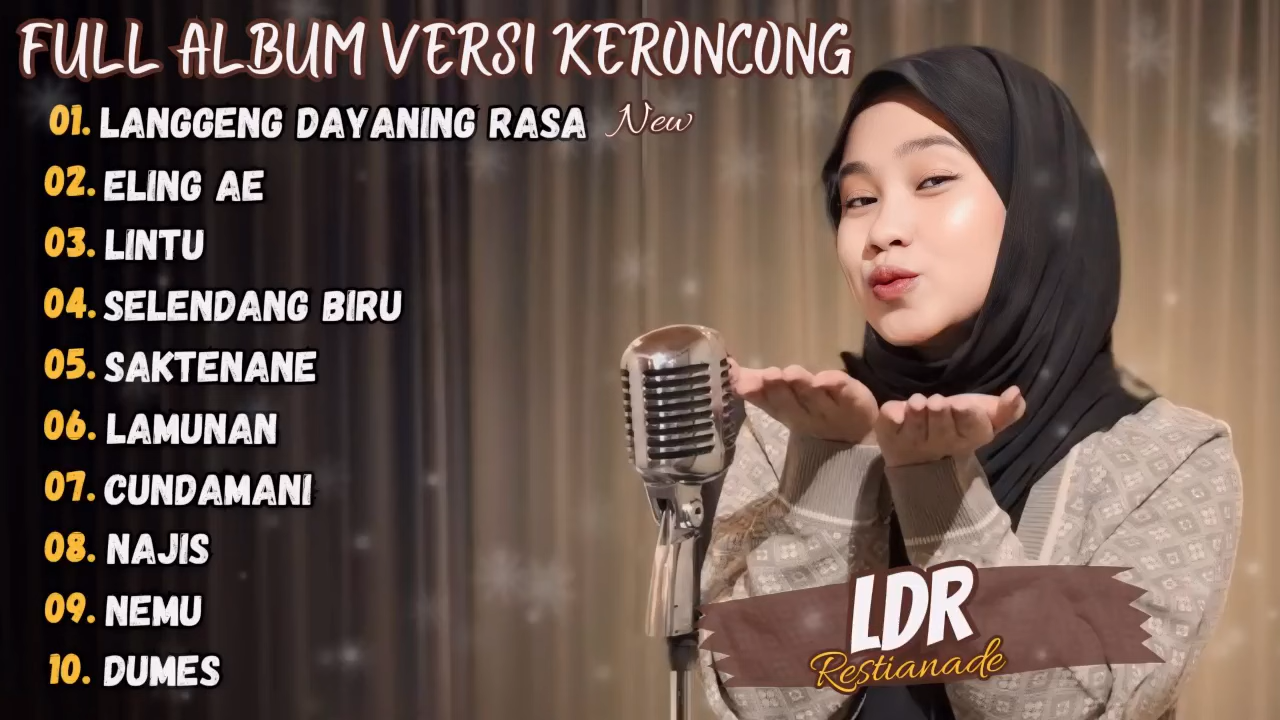 FULL ALBUM VERSI KERONCONG
01. LANGGENG DAYANING RASA New
02. ELING AE
03. LINTU
04. SELENDANG BIRU
05. SAKTENANE
06. LAMUNAN
07. CUNDAMANI
08. NAJIS
09. NEMU
10. DUMES
LDR
Restianade